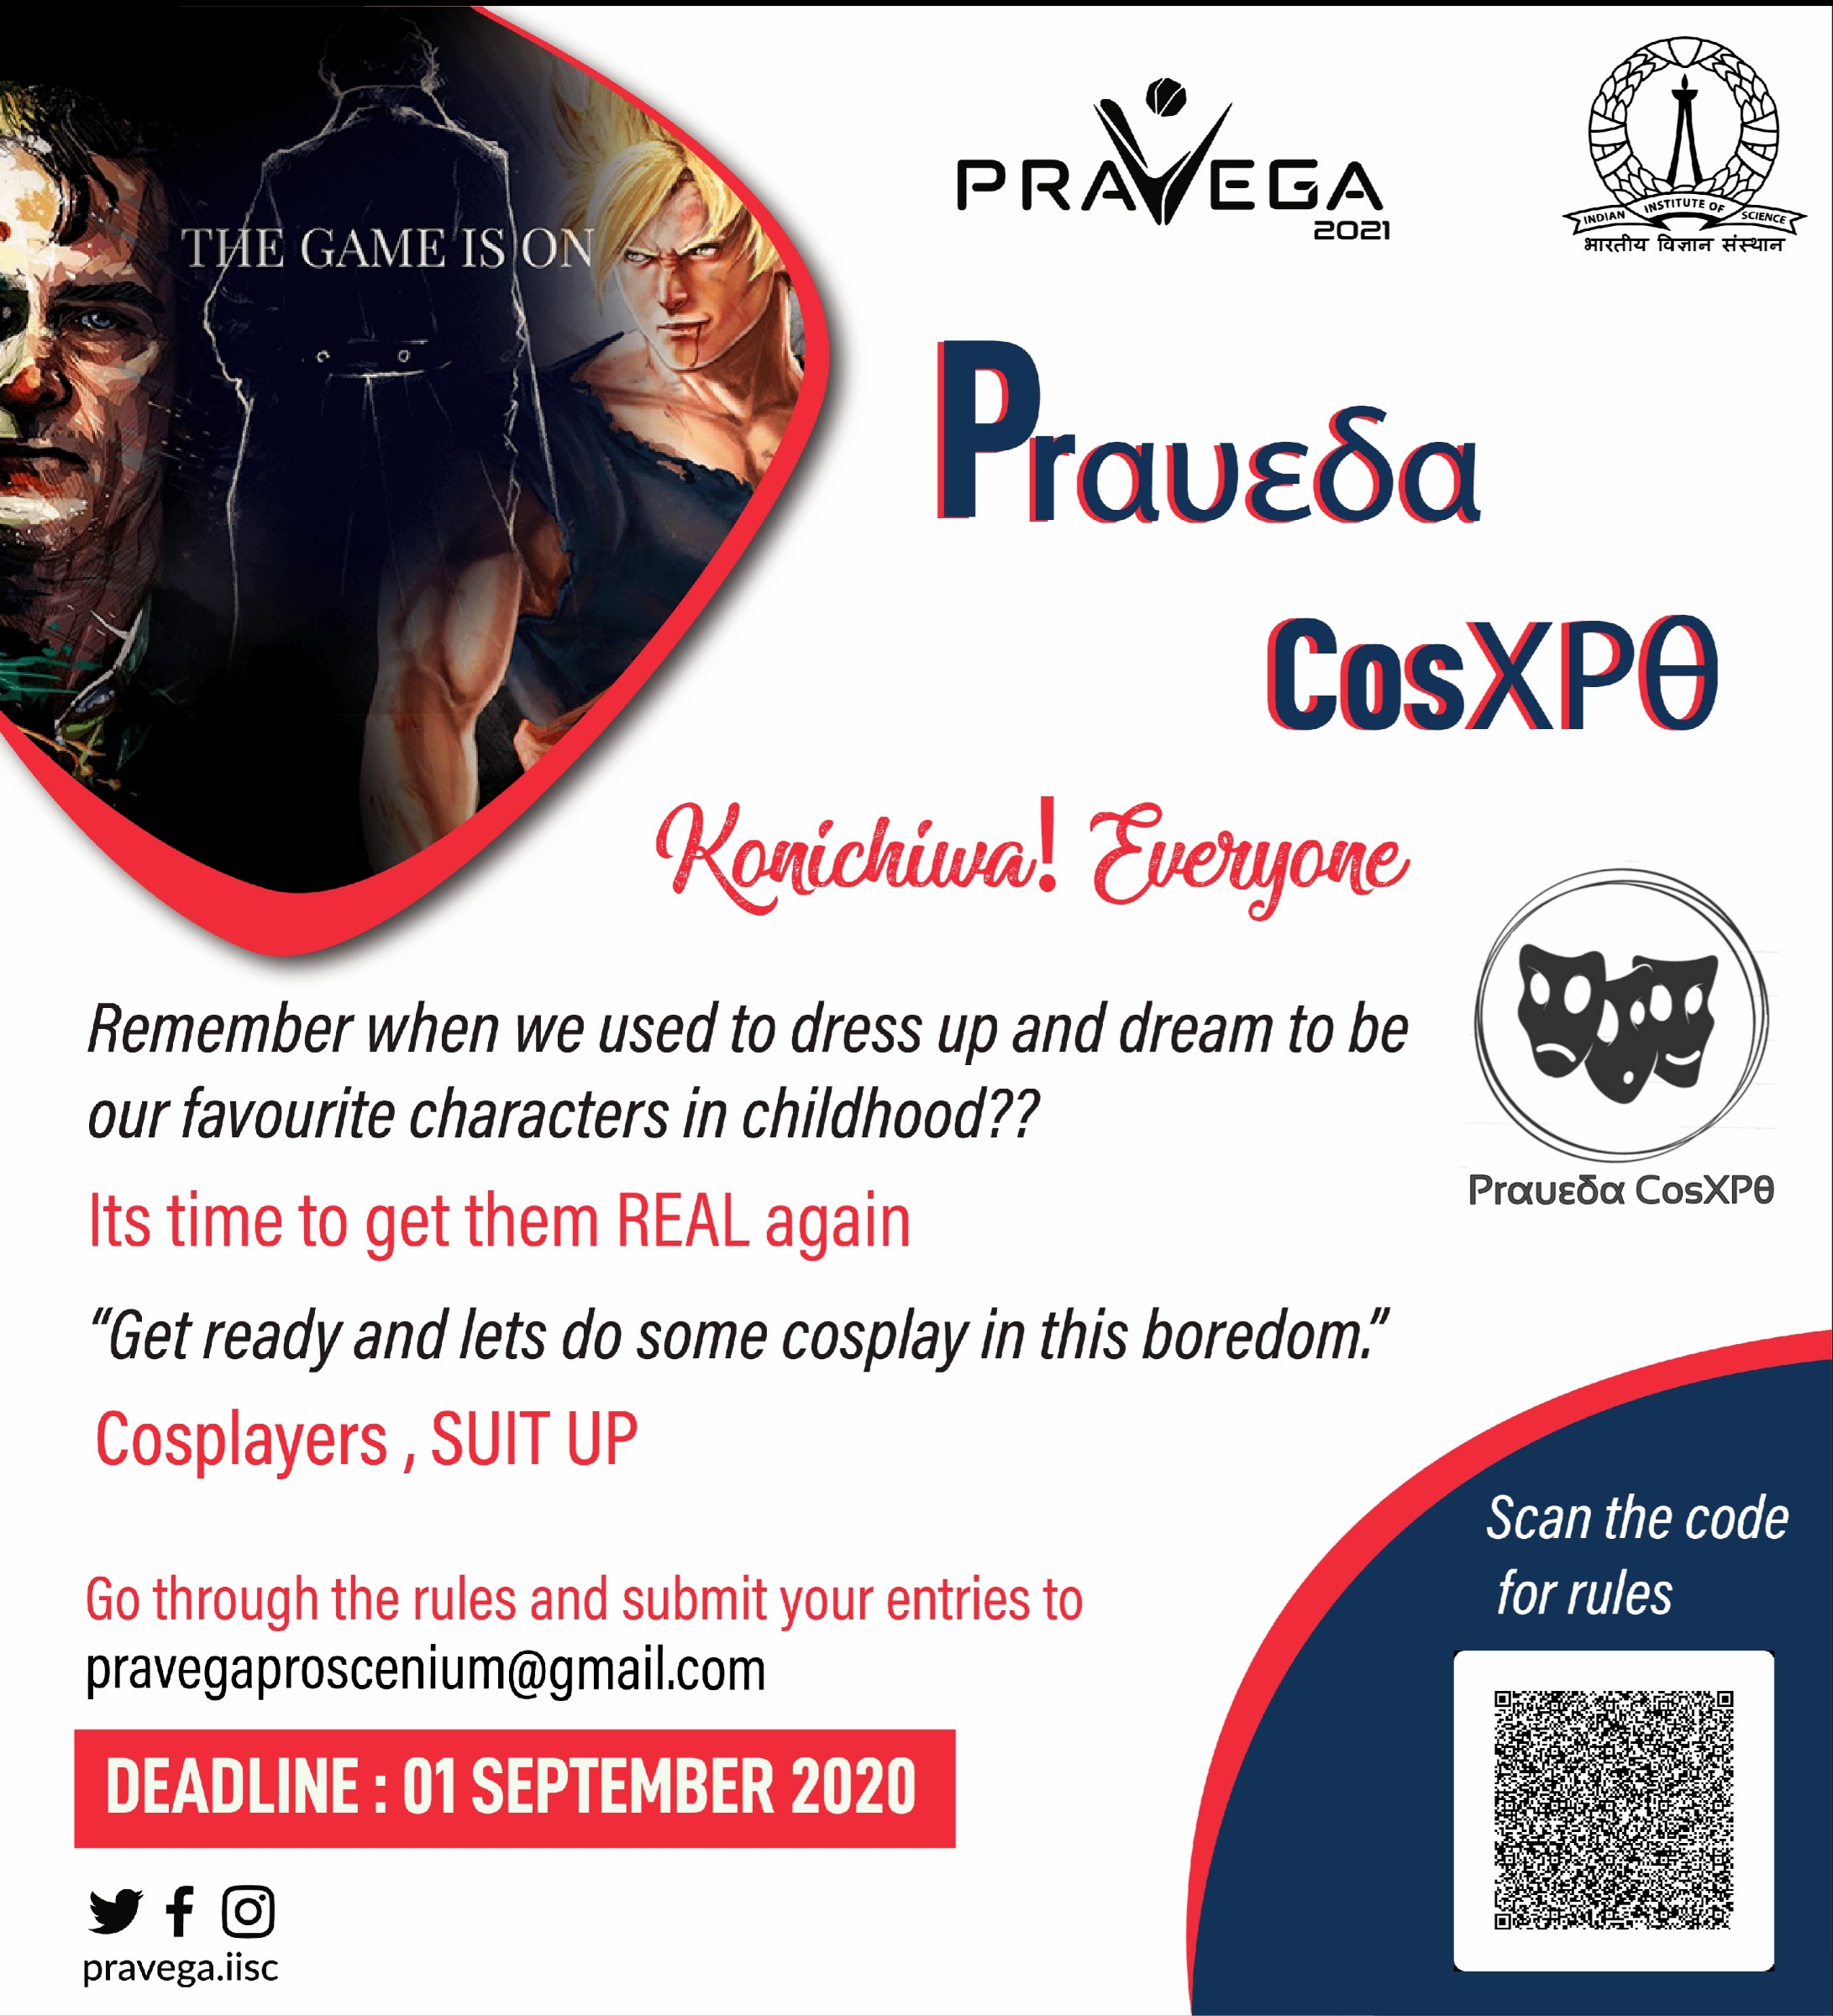 THE GAME IS ON
PRAVEGA
2021
INDIAN INSTITUTE OF SCIENCE
भारतीय विज्ञान संस्थान
Prαυεδα
CosXPθ
Konichiwa! Everyone
Remember when we used to dress up and dream to be
our favourite characters in childhood??
Its time to get them REAL again
Prαυεδα CosXPθ
“Get ready and lets do some cosplay in this boredom.”
Cosplayers , SUIT UP
Go through the rules and submit your entries to
pravegaproscenium@gmail.com
DEADLINE : 01 SEPTEMBER 2020
pravega.iisc
Scan the code
for rules